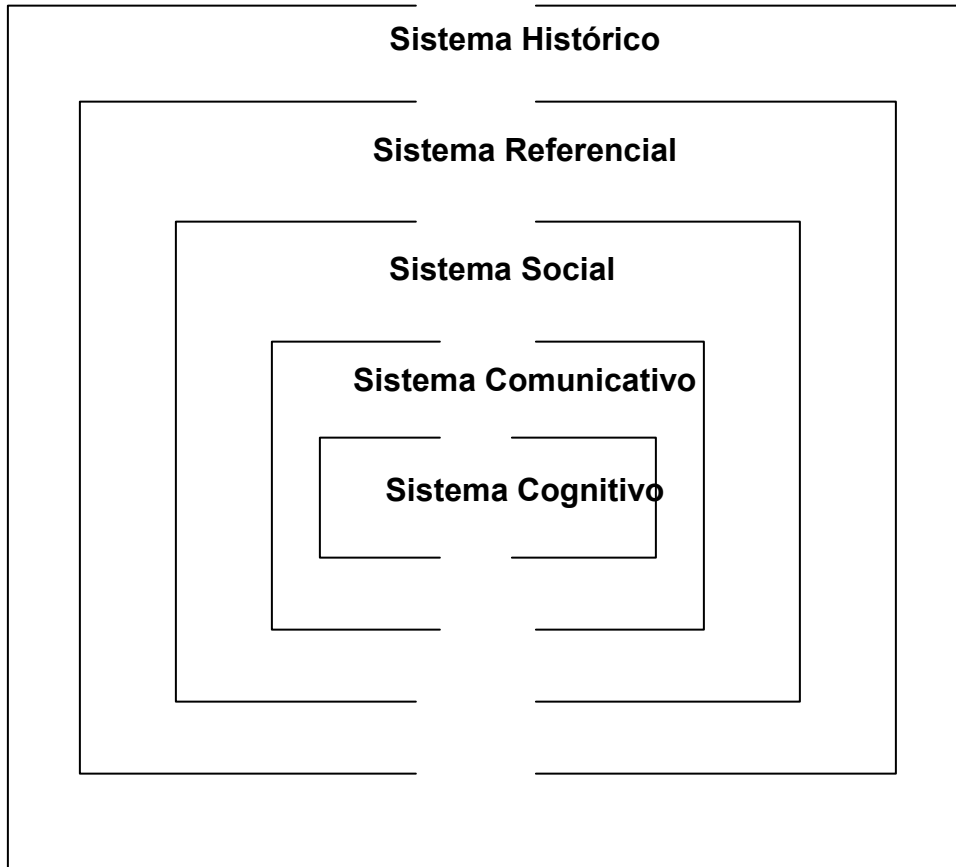 Sistema Histórico
Sistema Referencial
Sistema Social
Sistema Comunicativo
Sistema Cognitivo